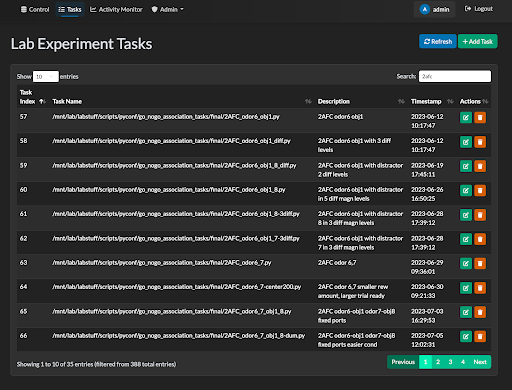 Control Tasks Activity Monitor Admin A admin Logout
Lab Experiment Tasks
Refresh + Add Task
Show 10 entries Search: 2afc
Task
Index Task Name Description Timestamp Actions
57 /mnt/lab/labstuff/scripts/pyconf/go_nogo_association_tasks/final/2AFC_odor6_obj1.py 2AFC odor6 obj1 2023-06-12
10:17:47
58 /mnt/lab/labstuff/scripts/pyconf/go_nogo_association_tasks/final/2AFC_odor6_obj1_diff.py 2AFC odor6 obj1 with 3 diff 2023-06-12
levels 10:17:47
59 /mnt/lab/labstuff/scripts/pyconf/go_nogo_association_tasks/final/2AFC_odor6_obj1_8_diff.py 2AFC odor6 obj1 with distractor 2023-06-19
2 diff levels 17:45:11
60 /mnt/lab/labstuff/scripts/pyconf/go_nogo_association_tasks/final/2AFC_odor6_obj1_8.py 2AFC odor6 obj1 with distractor 2023-06-26
in 5 diff magn levels 16:50:25
61 /mnt/lab/labstuff/scripts/pyconf/go_nogo_association_tasks/final/2AFC_odor6_obj1_8-3diff.py 2AFC odor6 obj1 with distractor 2023-06-28
8 in 3 diff magn levels 17:39:12
62 /mnt/lab/labstuff/scripts/pyconf/go_nogo_association_tasks/final/2AFC_odor6_obj1_7-3diff.py 2AFC odor6 obj1 with distractor 2023-06-28
7 in 3 diff magn levels 17:39:12
63 /mnt/lab/labstuff/scripts/pyconf/go_nogo_association_tasks/final/2AFC_odor6_7.py 2AFC odor 6,7 2023-06-29
09:36:01
64 /mnt/lab/labstuff/scripts/pyconf/go_nogo_association_tasks/final/2AFC_odor6_7-center200.py 2AFC odor 6,7 smaller rew 2023-06-30
amount, larger trial ready 09:21:33
65 /mnt/lab/labstuff/scripts/pyconf/go_nogo_association_tasks/final/2AFC_odor6_7_obj1_8.py 2AFC odor6-obj1 odor7-obj8 2023-07-03
fixed ports 16:29:53
66 /mnt/lab/labstuff/scripts/pyconf/go_nogo_association_tasks/final/2AFC_odor6_7_obj1_8-dum.py 2AFC odor6-obj1 odor7-obj8 2023-07-05
fixed ports easier cond 12:02:31
Showing 1 to 10 of 35 entries (filtered from 388 total entries) Previous 1 2 3 4 Next